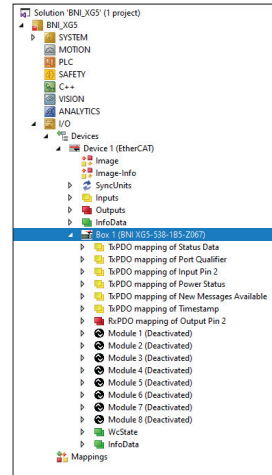 Solution 'BNI_XG5' (1 project)
BNI_XG5
SYSTEM
MOTION
PLC
SAFETY
C++
VISION
ANALYTICS
I/O
Devices
Device 1 (EtherCAT)
Image
Image-Info
SyncUnits
Inputs
Outputs
InfoData
Box 1 (BNI XG5-538-1B5-Z067)
TxPDO mapping of Status Data
TxPDO mapping of Port Qualifier
TxPDO mapping of Input Pin 2
TxPDO mapping of Power Status
TxPDO mapping of New Messages Available
TxPDO mapping of Timestamp
RxPDO mapping of Output Pin 2
Module 1 (Deactivated)
Module 2 (Deactivated)
Module 3 (Deactivated)
Module 4 (Deactivated)
Module 5 (Deactivated)
Module 6 (Deactivated)
Module 7 (Deactivated)
Module 8 (Deactivated)
WcState
InfoData
Mappings